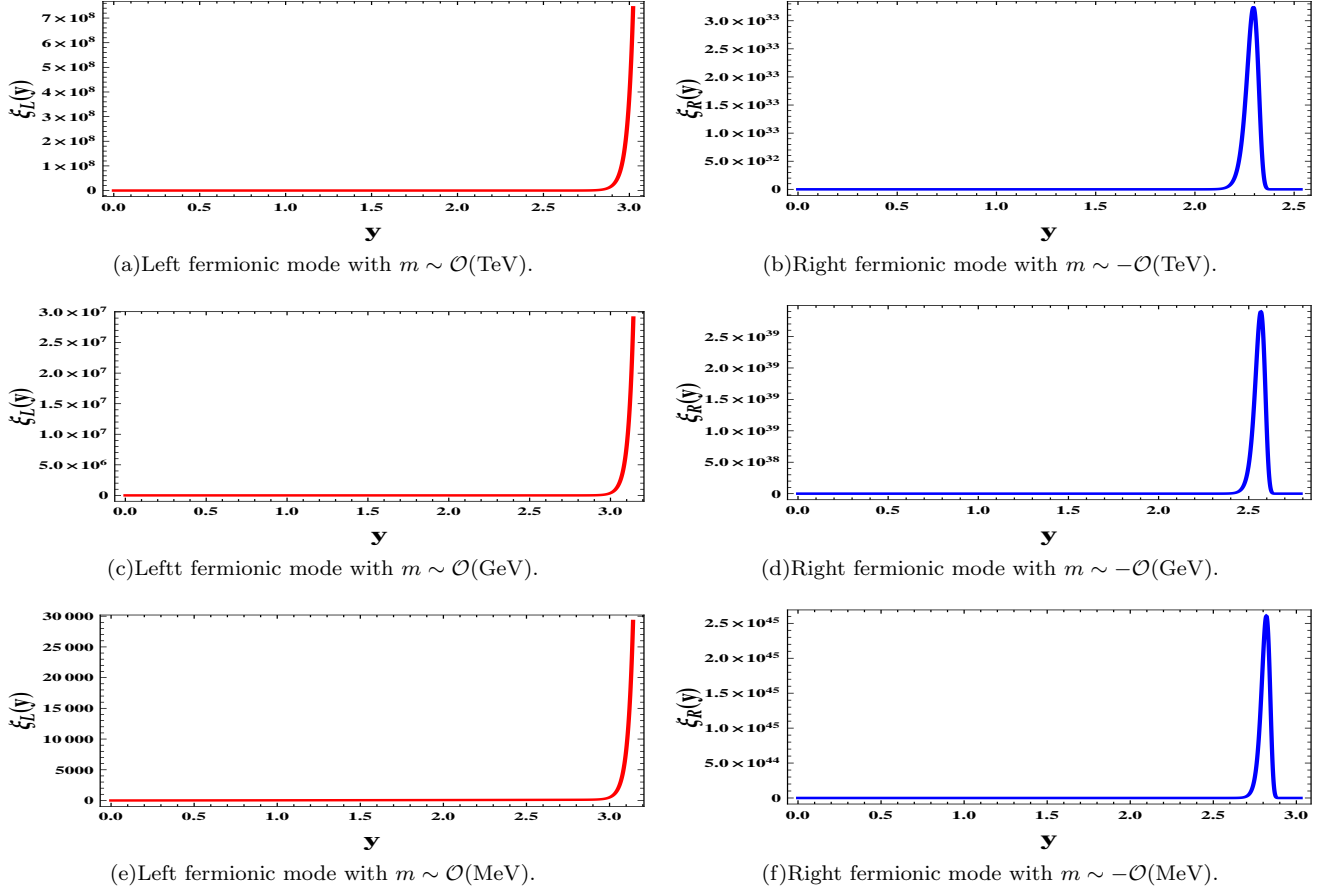 7×10⁸
6×10⁸
5×10⁸
4×10⁸
3×10⁸
2×10⁸
1×10⁸
0
ξL(y)
0.0 0.5 1.0 1.5 2.0 2.5 3.0
y
(a)Left fermionic mode with m ∼ O(TeV).
3.0×10³³
2.5×10³³
2.0×10³³
1.5×10³³
1.0×10³³
5.0×10³²
0
ξR(y)
0.0 0.5 1.0 1.5 2.0 2.5
y
(b)Right fermionic mode with m ∼ −O(TeV).
3.0×10⁷
2.5×10⁷
2.0×10⁷
1.5×10⁷
1.0×10⁷
5.0×10⁶
0
ξL(y)
0.0 0.5 1.0 1.5 2.0 2.5 3.0
y
(c)Leftt fermionic mode with m ∼ O(GeV).
2.5×10³⁹
2.0×10³⁹
1.5×10³⁹
1.0×10³⁹
5.0×10³⁸
0
ξR(y)
0.0 0.5 1.0 1.5 2.0 2.5
y
(d)Right fermionic mode with m ∼ −O(GeV).
30 000
25 000
20 000
15 000
10 000
5000
0
ξL(y)
0.0 0.5 1.0 1.5 2.0 2.5 3.0
y
(e)Left fermionic mode with m ∼ O(MeV).
2.5×10⁴⁵
2.0×10⁴⁵
1.5×10⁴⁵
1.0×10⁴⁵
5.0×10⁴⁴
0
ξR(y)
0.0 0.5 1.0 1.5 2.0 2.5 3.0
y
(f)Right fermionic mode with m ∼ −O(MeV).